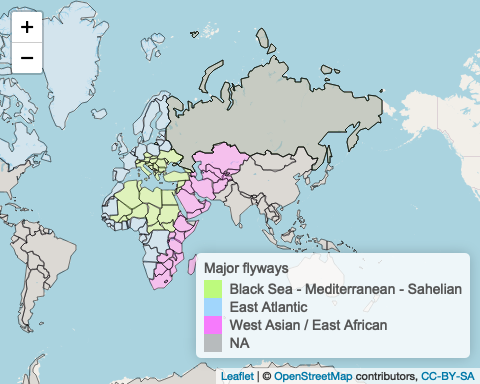 +
−
Major flyways
Black Sea - Mediterranean - Sahelian
East Atlantic
West Asian / East African
NA
Leaflet | © OpenStreetMap contributors, CC-BY-SA